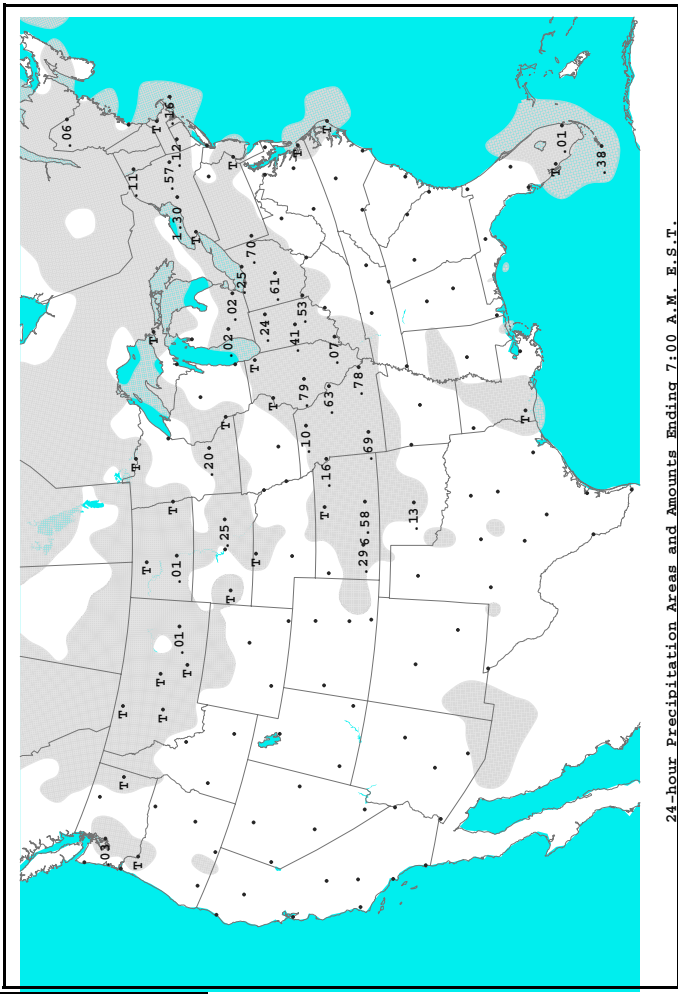 .06
.03
T
T
.11
T
T
T
T
T
T
T
.57
.16
T
.01
.12
1.30
.01
T
T
.20
.25
T
.02
T
.02
T
.25
.70
T
T
.24
T
.61
.41
T
.53
.79
.10
T
.16
T
.63
.07
.78
.29 6.58
.69
.13
T
T
.01
.38
24-hour Precipitation Areas and Amounts Ending 7:00 A.M. E.S.T.